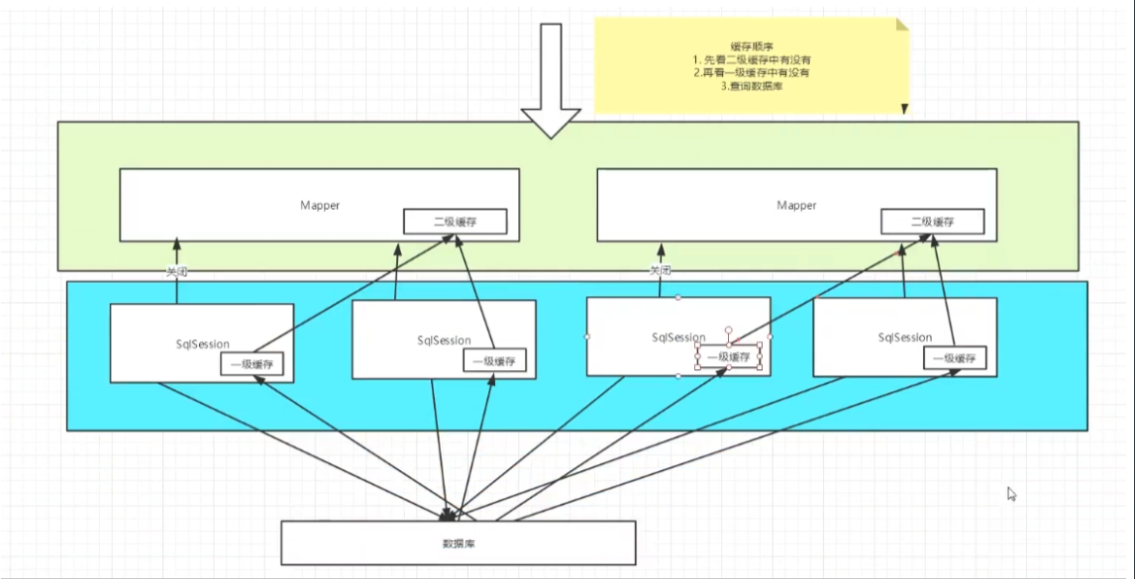 缓存顺序
1. 先看二级缓存中有没有
2.再看一级缓存中有没有
3.查询数据库
Mapper
二级缓存
Mapper
二级缓存
关闭
关闭
SqlSession
一级缓存
SqlSession
一级缓存
SqlSession
一级缓存
SqlSession
一级缓存
数据库